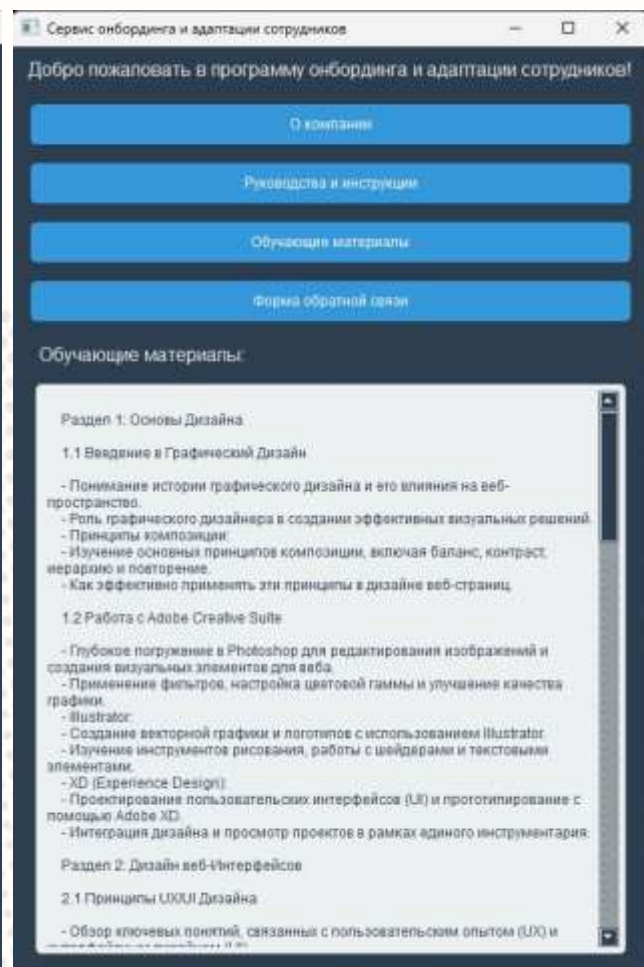 Сервис онбординга и адаптации сотрудников
Добро пожаловать в программу онбординга и адаптации сотрудников!
О компании
Руководства и инструкции
Обучающие материалы
Форма обратной связи
Обучающие материалы:
Раздел 1: Основы Дизайна
1.1 Введение в Графический Дизайн
- Понимание истории графического дизайна и его влияния на веб-
пространство.
- Роль графического дизайнера в создании эффективных визуальных решений.
- Принципы композиции:
- Изучение основных принципов композиции, включая баланс, контраст,
иерархию и повторение.
- Как эффективно применять эти принципы в дизайне веб-страниц.
1.2 Работа с Adobe Creative Suite
- Глубокое погружение в Photoshop для редактирования изображений и
создания визуальных элементов для веба.
- Применение фильтров, настройка цветовой гаммы и улучшение качества
графики.
- Illustrator:
- Создание векторной графики и логотипов с использованием Illustrator.
- Изучение инструментов рисования, работы с шейдерами и текстовыми
элементами.
- XD (Experience Design):
- Проектирование пользовательских интерфейсов (UI) и прототипирование с
помощью Adobe XD.
- Интеграция дизайна и просмотр проектов в рамках единого инструментария.
Раздел 2: Дизайн веб-Интерфейсов
2.1 Принципы UX/UI Дизайна
- Обзор ключевых понятий, связанных с пользовательским опытом (UX) и